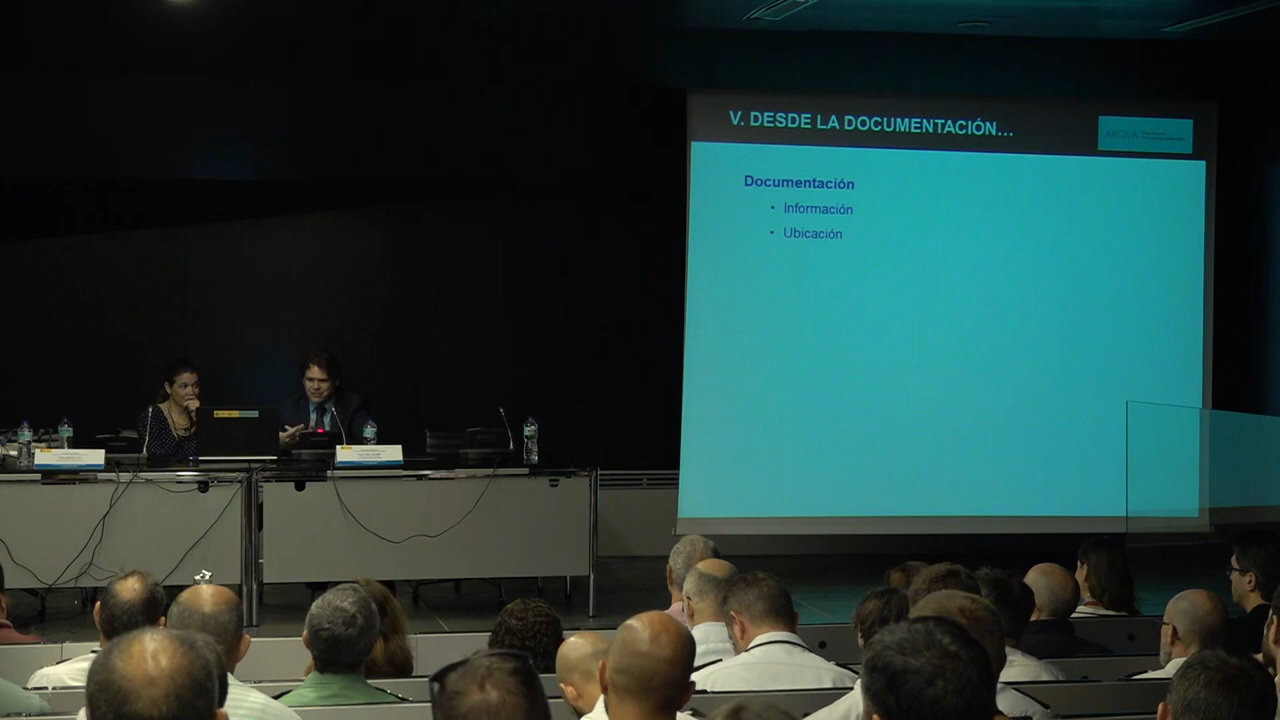 V. DESDE LA DOCUMENTACIÓN...
ARQUA
Documentación
• Información
• Ubicación